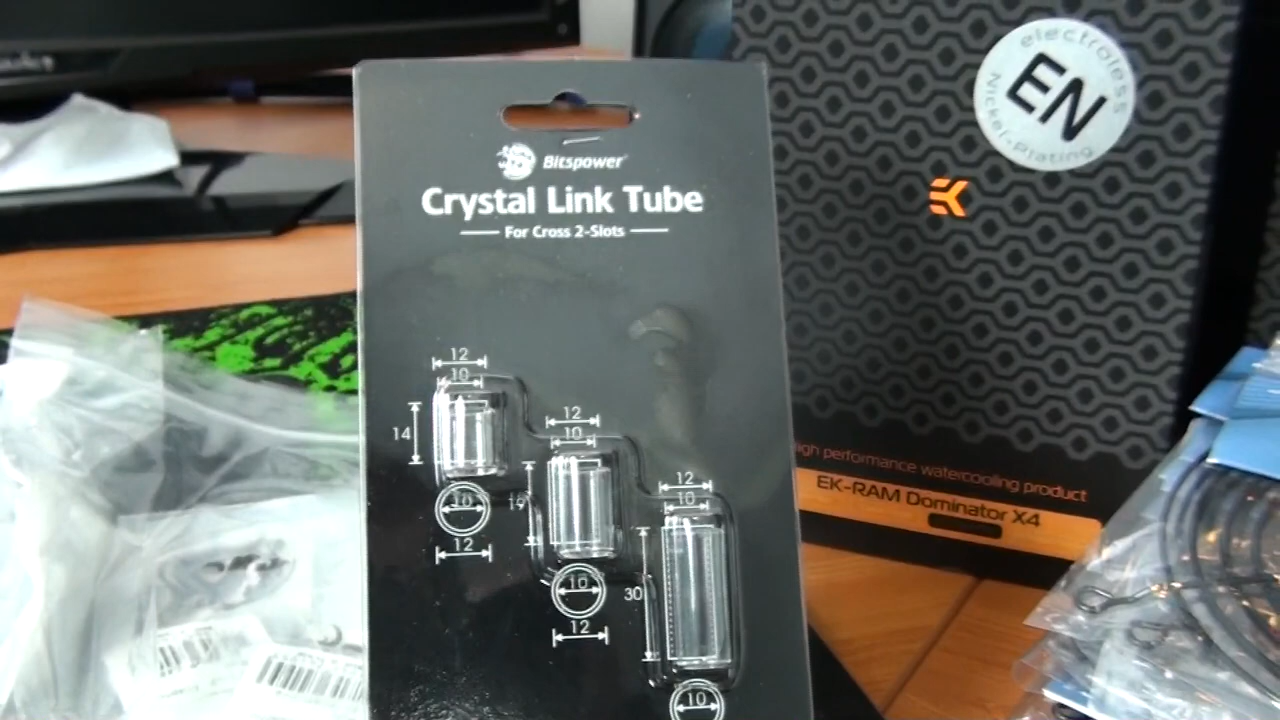 Bitspower
Crystal Link Tube
For Cross 2-Slots
12
10
14
10
12
12
10
19
10
12
12
10
30
10
electroless
EN
Nickel-Plating
EK
high performance watercooling product
EK-RAM Dominator X4